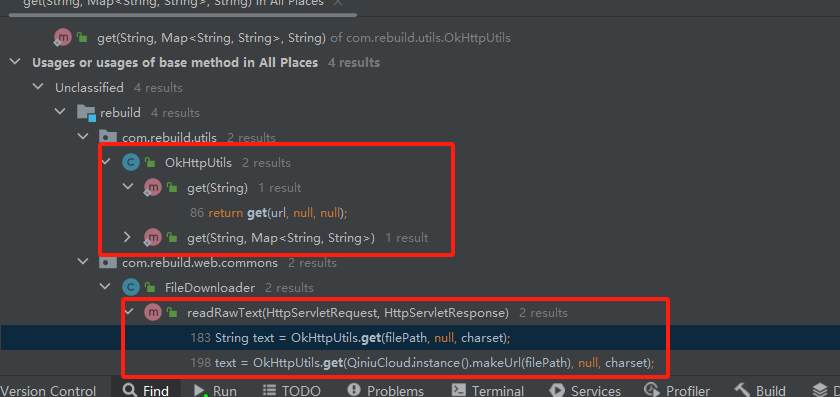 get(String, Map<String, String>, String) in All Places
get(String, Map<String, String>, String) of com.rebuild.utils.OkHttpUtils
Usages or usages of base method in All Places 4 results
Unclassified 4 results
rebuild 4 results
com.rebuild.utils 2 results
OkHttpUtils 2 results
get(String) 1 result
86 return get(url, null, null);
get(String, Map<String, String>) 1 result
com.rebuild.web.commons 2 results
FileDownloader 2 results
readRawText(HttpServletRequest, HttpServletResponse) 2 results
183 String text = OkHttpUtils.get(filePath, null, charset);
198 text = OkHttpUtils.get(QiniuCloud.instance().makeUrl(filePath), null, charset);
Version Control Find Run TODO Problems Terminal Services Profiler Build